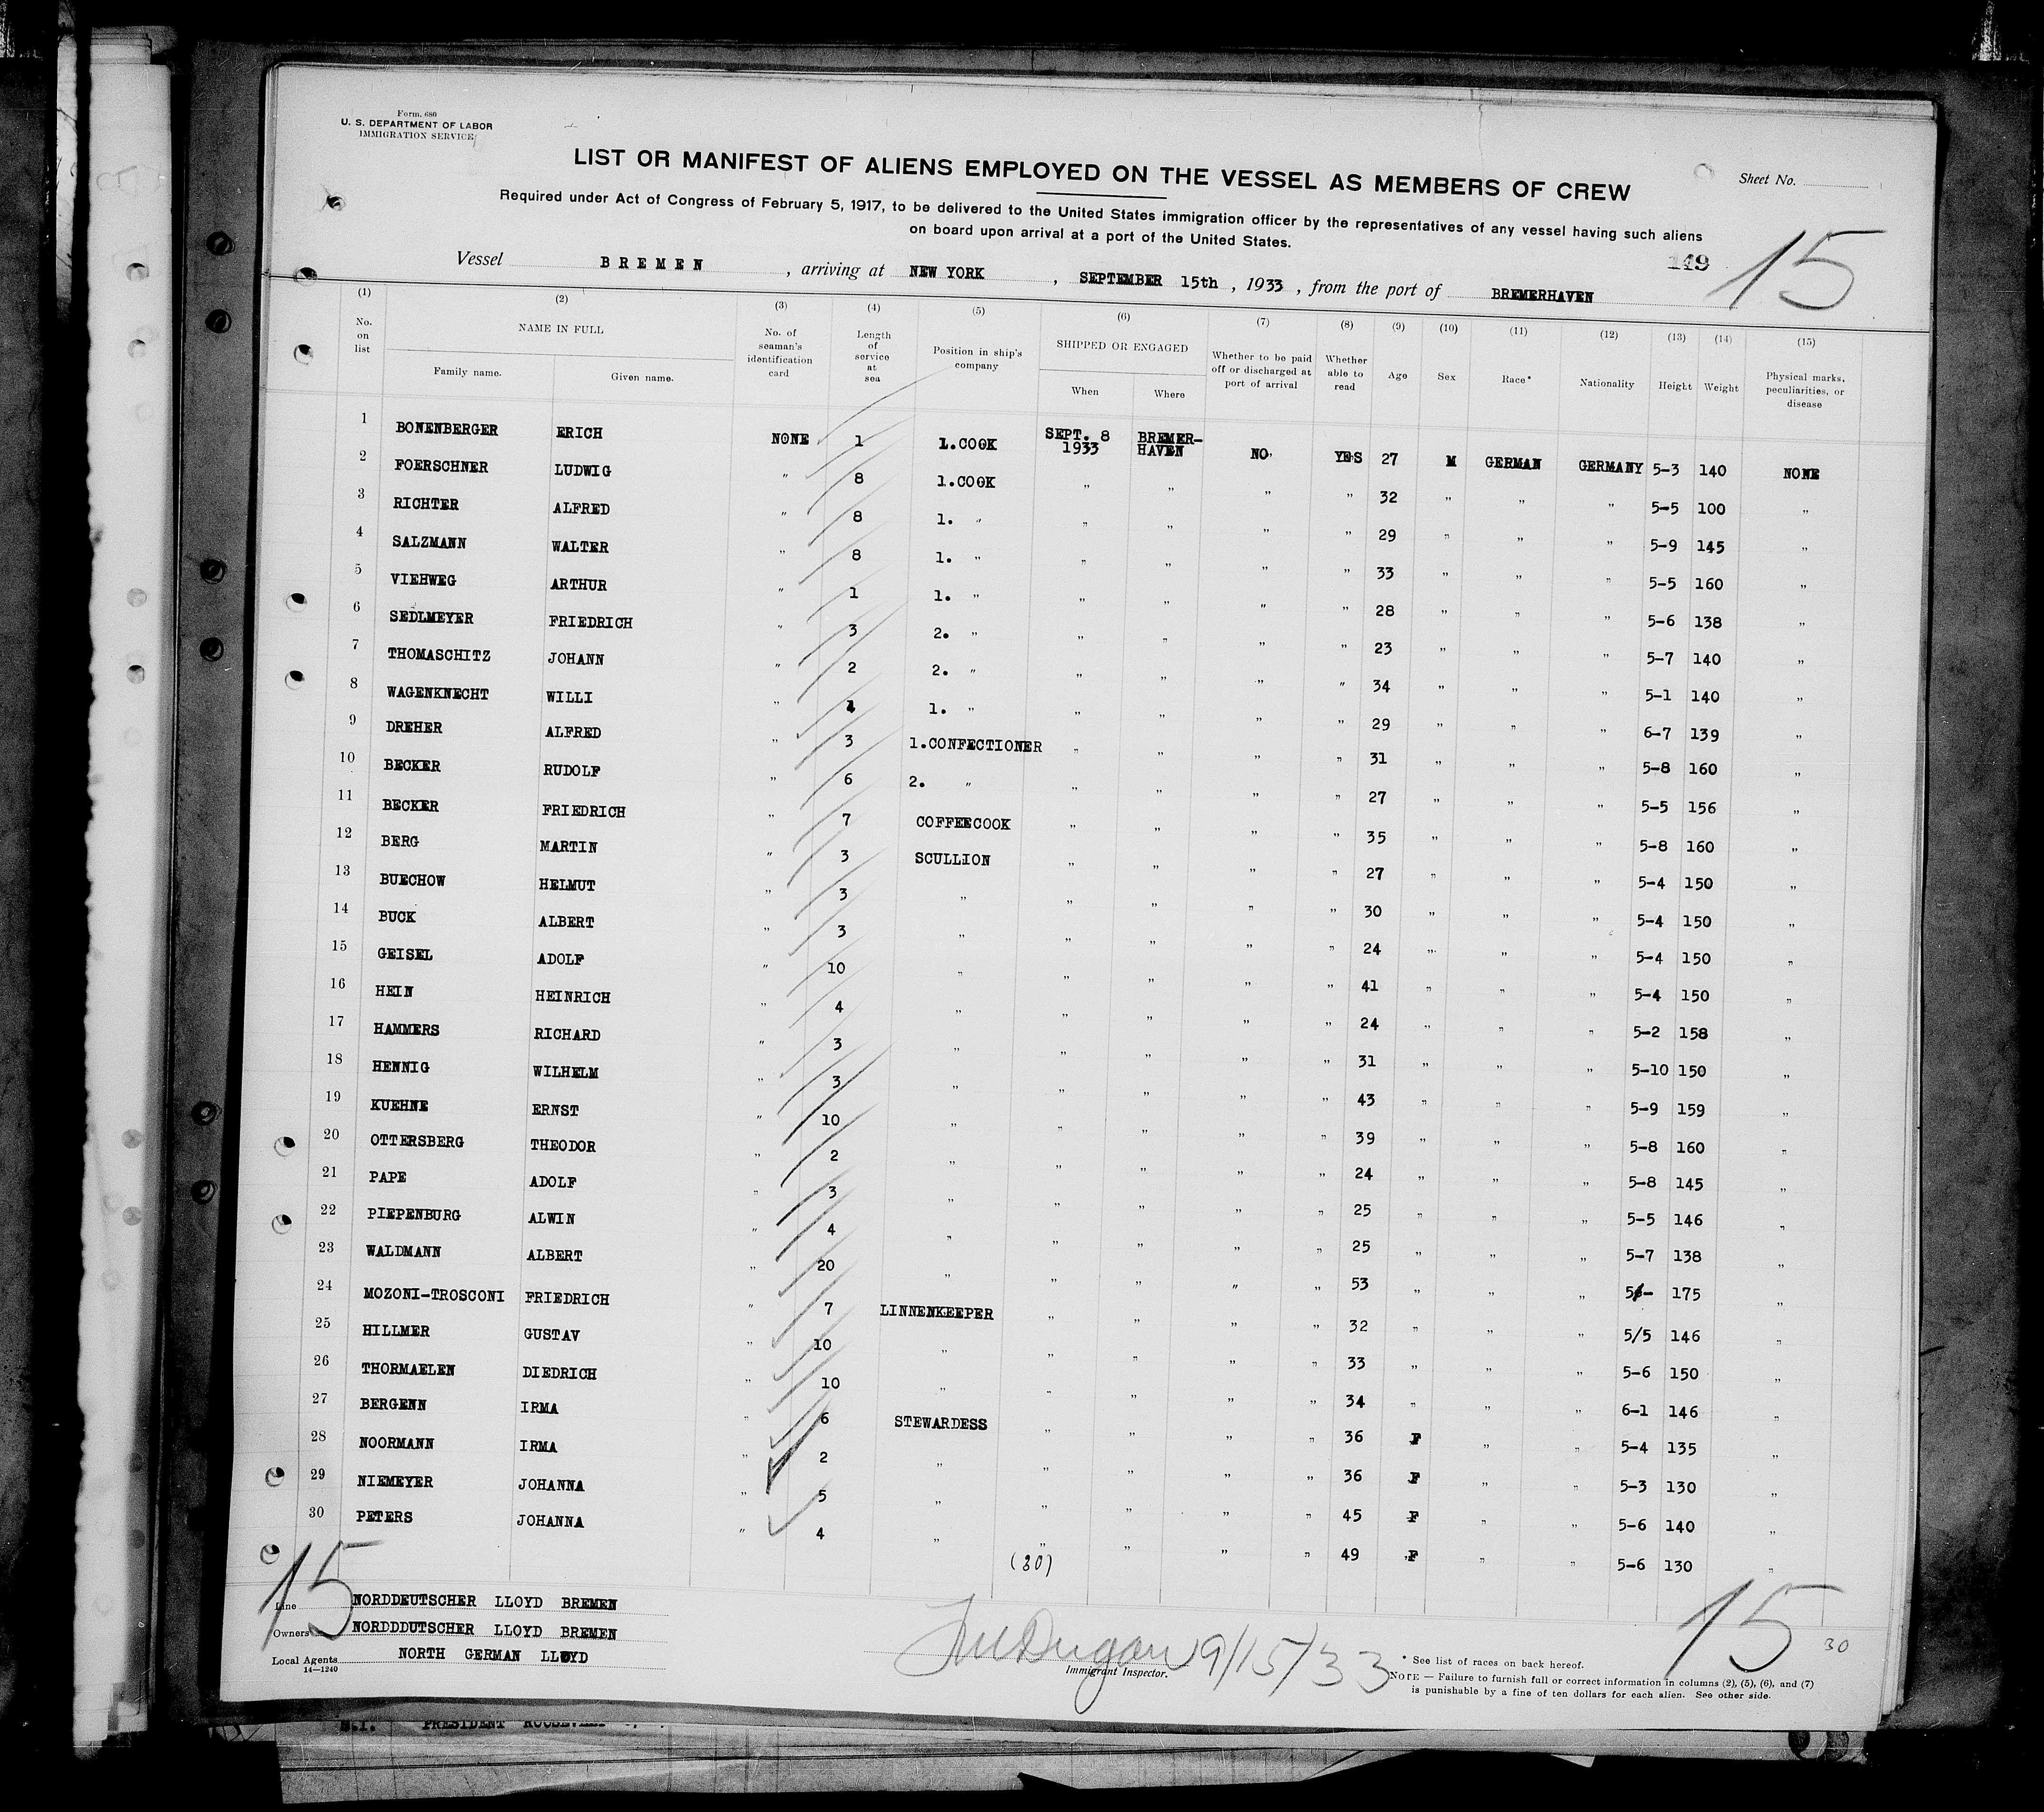 Form 680
U. S. DEPARTMENT OF LABOR
IMMIGRATION SERVICE
LIST OR MANIFEST OF ALIENS EMPLOYED ON THE VESSEL AS MEMBERS OF CREW
Sheet No.
Required under Act of Congress of February 5, 1917, to be delivered to the United States immigration officer by the representatives of any vessel having such aliens
on board upon arrival at a port of the United States.
149 15
Vessel BREMEN , arriving at NEW YORK , SEPTEMBER 15th , 1933 , from the port of BREMERHAVEN
(1) (2) (3) (4) (5) (6) (7) (8) (9) (10) (11) (12) (13) (14) (15)
No. on list NAME IN FULL Family name. Given name. No. of seaman's identification card Length of service at sea Position in ship's company SHIPPED OR ENGAGED When Where Whether to be paid off or discharged at port of arrival Whether able to read Age Sex Race* Nationality Height Weight Physical marks, peculiarities, or disease
1 BONENBERGER ERICH NONE 1 1.COOK SEPT. 8 1933 BREMER-HAVEN NO YES 27 M GERMAN GERMANY 5-3 140 NONE
2 FOERSCHNER LUDWIG " 8 1.COOK " " " " 32 " " " 5-5 100 "
3 RICHTER ALFRED " 8 1. " " " " " 29 " " " 5-9 145 "
4 SALZMANN WALTER " 8 1. " " " " " 33 " " " 5-5 160 "
5 VIEHWEG ARTHUR " 1 1. " " " " " 28 " " " 5-6 138 "
6 SEDLMEYER FRIEDRICH " 3 2. " " " " " 23 " " " 5-7 140 "
7 THOMASCHITZ JOHANN " 2 2. " " " " " 34 " " " 5-1 140 "
8 WAGENKNECHT WILLI " 1. " " " " " 29 " " " 6-7 139 "
9 DREHER ALFRED " 3 1.CONFECTIONER " " " " 31 " " " 5-8 160 "
10 BECKER RUDOLF " 6 2. " " " " " 27 " " " 5-5 156 "
11 BECKER FRIEDRICH " 7 COFFEECOOK " " " " 35 " " " 5-8 160 "
12 BERG MARTIN " 3 SCULLION " " " " 27 " " " 5-4 150 "
13 BUECHOW HELMUT " 3 " " " " " 30 " " " 5-4 150 "
14 BUCK ALBERT " 3 " " " " " 24 " " " 5-4 150 "
15 GEISEL ADOLF " 10 " " " " " 41 " " " 5-4 150 "
16 HEIN HEINRICH " 4 " " " " " 24 " " " 5-2 158 "
17 HAMMERS RICHARD " 3 " " " " " 31 " " " 5-10 150 "
18 HENNIG WILHELM " 3 " " " " " 43 " " " 5-9 159 "
19 KUEHNE ERNST " 10 " " " " " 39 " " " 5-8 160 "
20 OTTERSBERG THEODOR " 2 " " " " " 24 " " " 5-8 145 "
21 PAPE ADOLF " 3 " " " " " 25 " " " 5-5 146 "
22 PIEPENBURG ALWIN " 4 " " " " " 25 " " " 5-7 138 "
23 WALDMANN ALBERT " 20 " " " " " 53 " " " 175 "
24 MOZONI-TROSCONI FRIEDRICH " 7 LINNENKEEPER " " " " 32 " " " 5/5 146 "
25 HILLMER GUSTAV " 10 " " " " " 33 " " " 5-6 150 "
26 THORMAELEN DIEDRICH " 10 " " " " " 34 " " " 6-1 146 "
27 BERGENN IRMA " 6 STEWARDESS " " " " 36 F " " 5-4 135 "
28 NOORMANN IRMA " 2 " " " " " 36 F " " 5-3 130 "
29 NIEMEYER JOHANNA " 5 " " " " " 45 F " " 5-6 140 "
30 PETERS JOHANNA " 4 " " " " " 49 F " " 5-6 130 "
(30)
15
Line NORDDEUTSCHER LLOYD BREMEN
Owners NORDDDUTSCHER LLOYD BREMEN
Local Agents NORTH GERMAN LLOYD
14—1240
9/15/33
Immigrant Inspector.
15 30
* See list of races on back hereof.
NOTE — Failure to furnish full or correct information in columns (2), (5), (6), and (7)
is punishable by a fine of ten dollars for each alien. See other side.
PRESIDENT ROOSEVELT